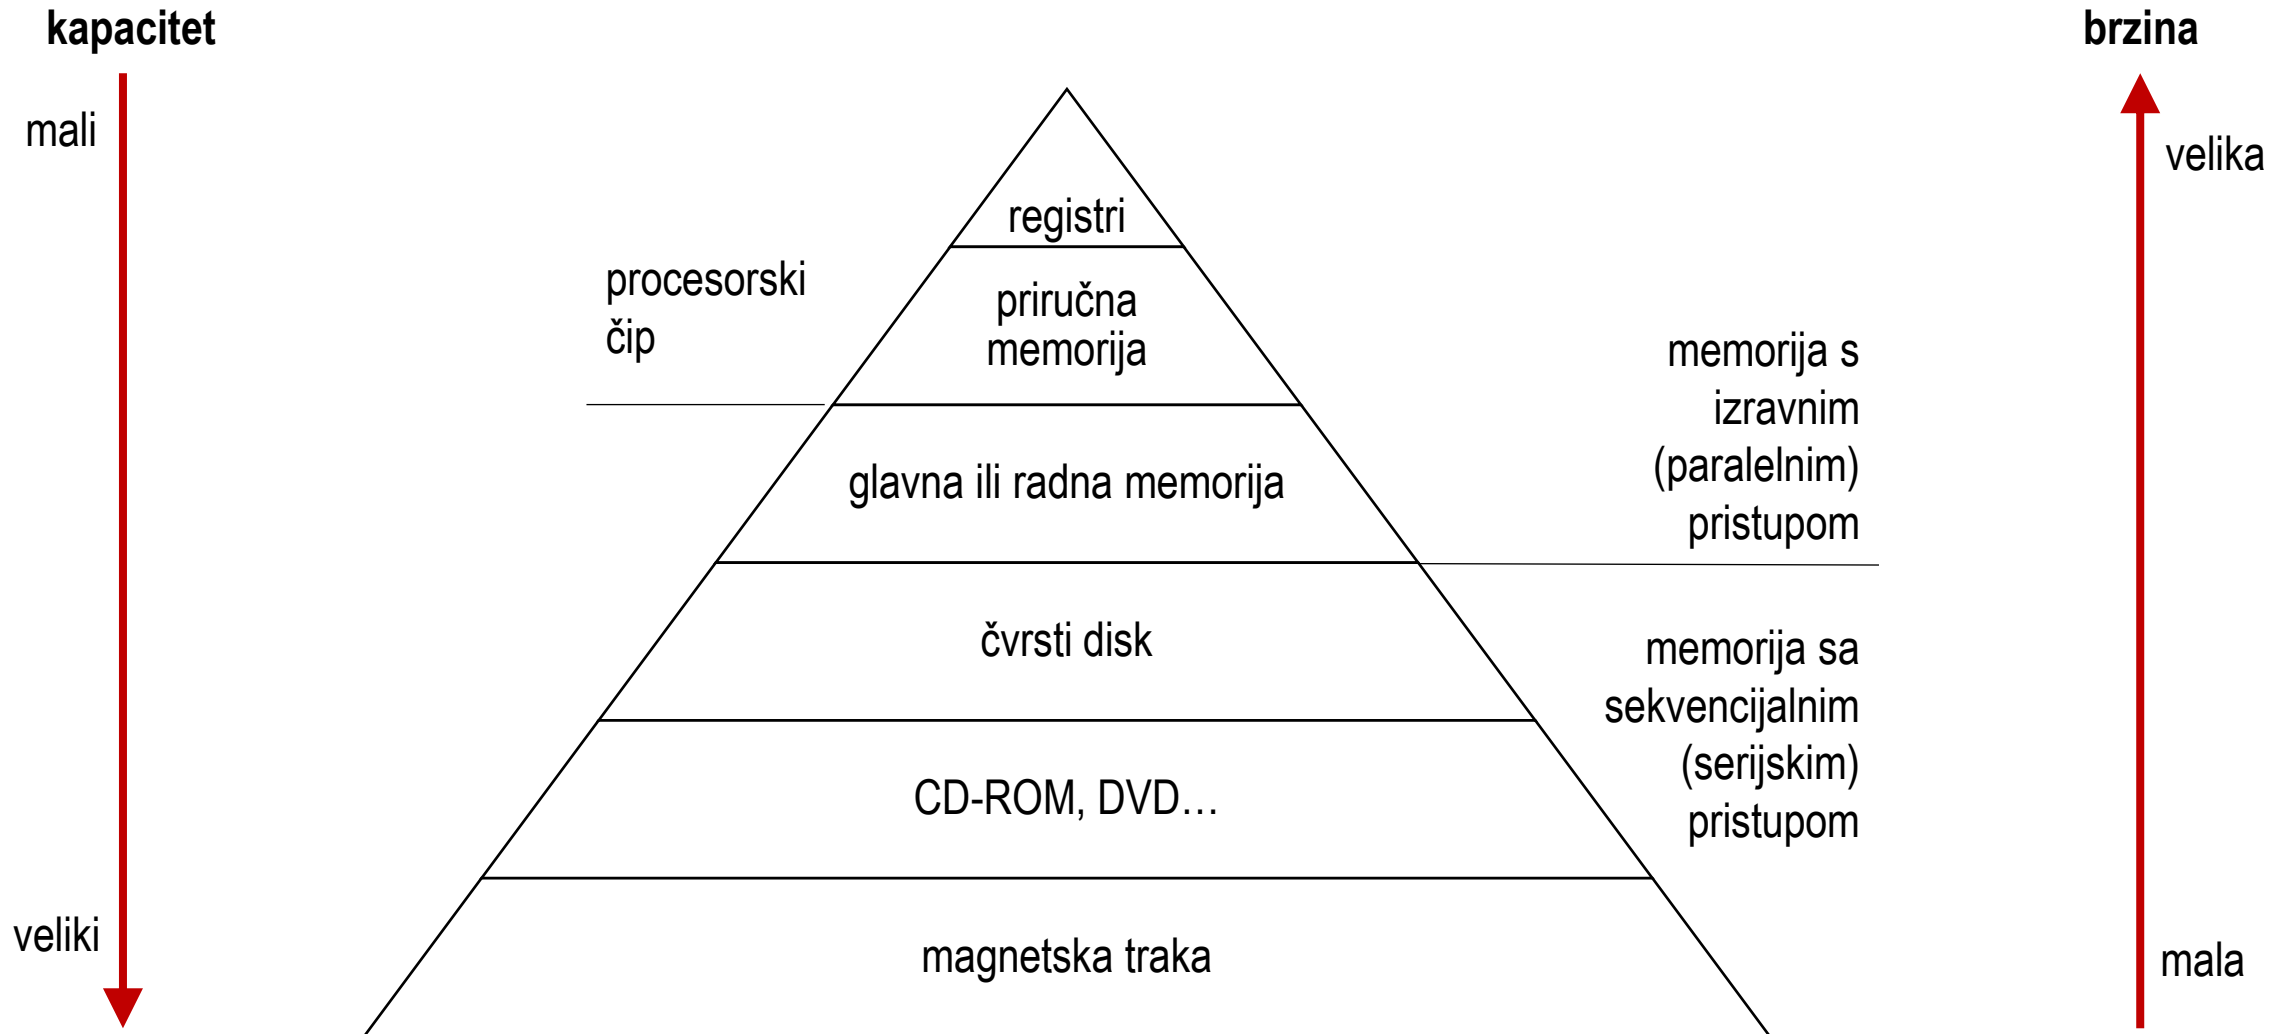 kapacitet
brzina
mali
velika
registri
procesorski
čip
priručna
memorija
memorija s
izravnim
(paralelnim)
pristupom
glavna ili radna memorija
čvrsti disk
memorija sa
sekvencijalnim
(serijskim)
pristupom
CD-ROM, DVD…
veliki
magnetska traka
mala